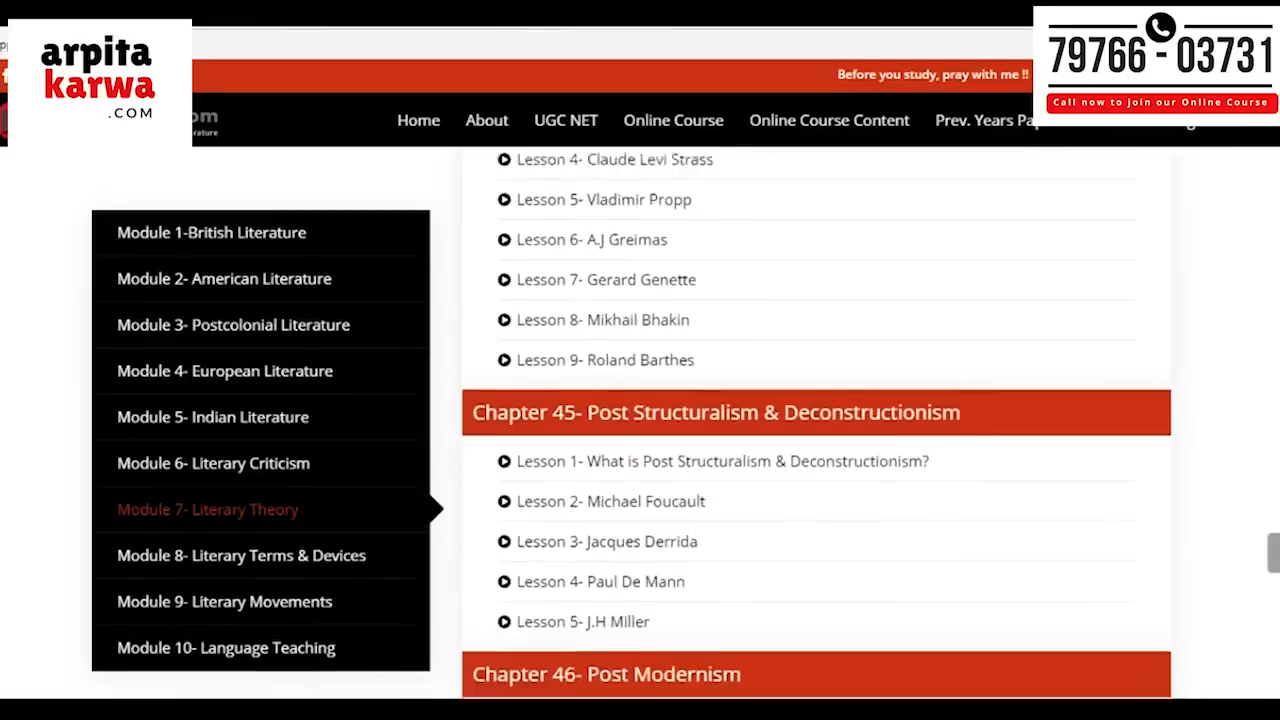 arpita
karwa
.COM
79766 - 03731
Call now to join our Online Course
Before you study, pray with me !!
Home
About
UGC NET
Online Course
Online Course Content
Prev. Years
Module 1-British Literature
Module 2- American Literature
Module 3- Postcolonial Literature
Module 4- European Literature
Module 5- Indian Literature
Module 6- Literary Criticism
Module 7- Literary Theory
Module 8- Literary Terms & Devices
Module 9- Literary Movements
Module 10- Language Teaching
Lesson 4- Claude Levi Strass
Lesson 5- Vladimir Propp
Lesson 6- A.J Greimas
Lesson 7- Gerard Genette
Lesson 8- Mikhail Bhakin
Lesson 9- Roland Barthes
Chapter 45- Post Structuralism & Deconstructionism
Lesson 1- What is Post Structuralism & Deconstructionism?
Lesson 2- Michael Foucault
Lesson 3- Jacques Derrida
Lesson 4- Paul De Mann
Lesson 5- J.H Miller
Chapter 46- Post Modernism